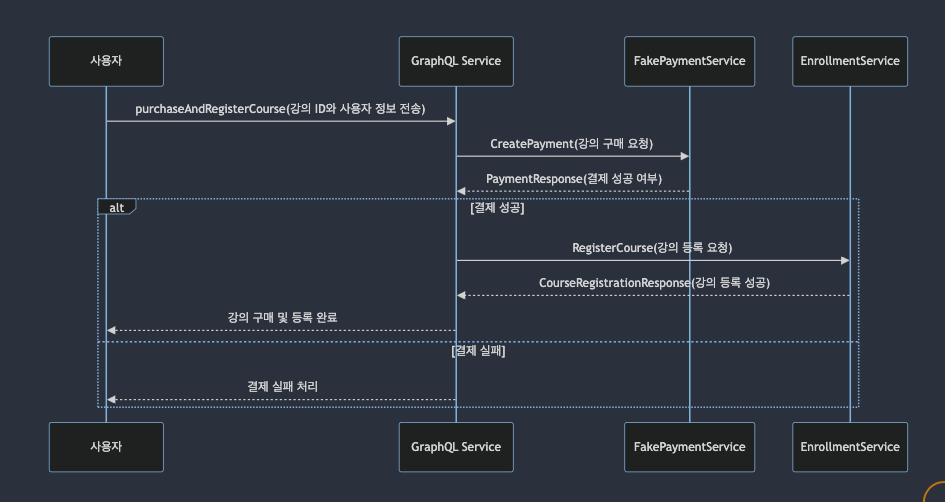 사용자
GraphQL Service
FakePaymentService
EnrollmentService
purchaseAndRegisterCourse(강의 ID와 사용자 정보 전송)
CreatePayment(강의 구매 요청)
PaymentResponse(결제 성공 여부)
alt
[결제 성공]
RegisterCourse(강의 등록 요청)
CourseRegistrationResponse(강의 등록 성공)
강의 구매 및 등록 완료
[결제 실패]
결제 실패 처리
사용자
GraphQL Service
FakePaymentService
EnrollmentService